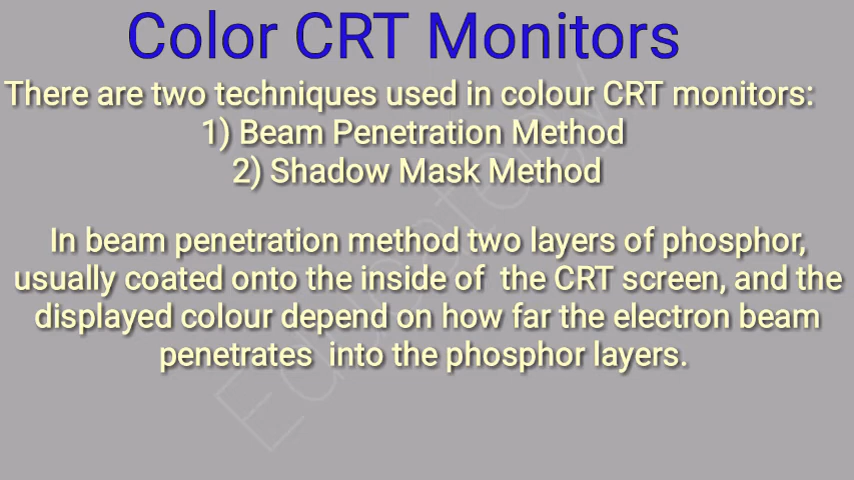 Color CRT Monitors
There are two techniques used in colour CRT monitors:
1) Beam Penetration Method
2) Shadow Mask Method
In beam penetration method two layers of phosphor,
usually coated onto the inside of the CRT screen, and the
displayed colour depend on how far the electron beam
penetrates into the phosphor layers.